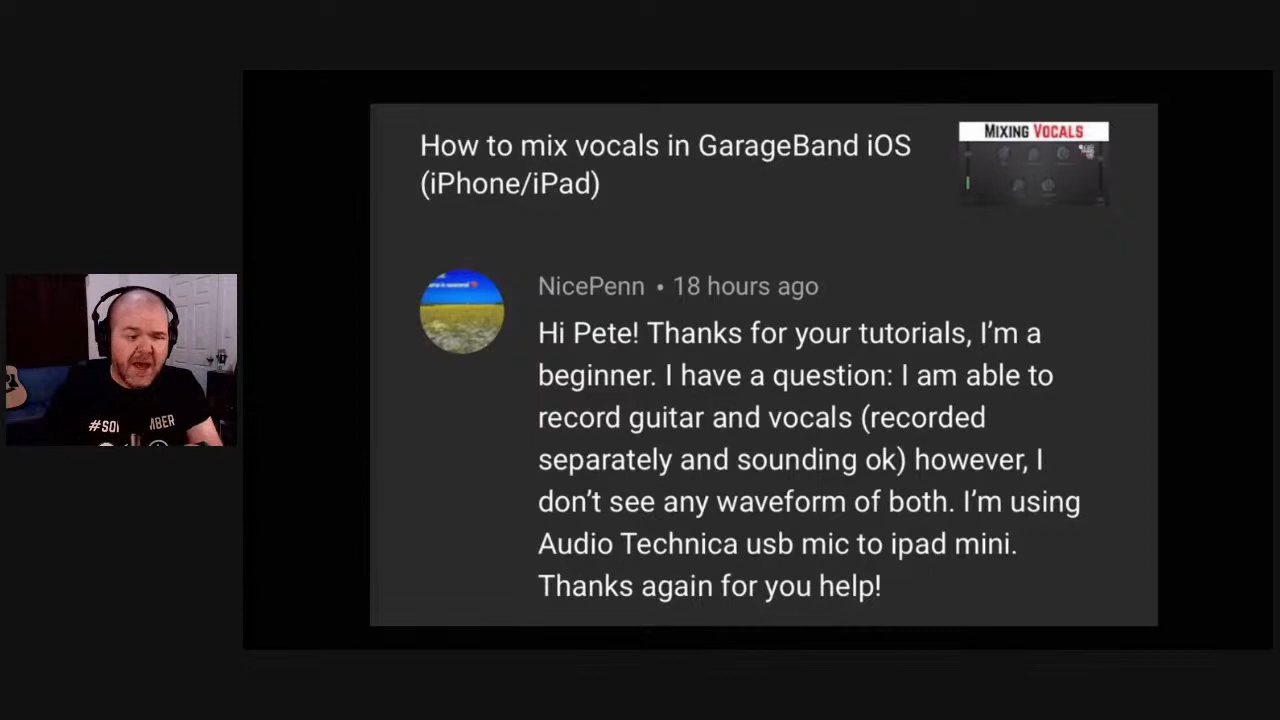 How to mix vocals in GarageBand iOS
(iPhone/iPad)
MIXING VOCALS
NicePenn • 18 hours ago
Hi Pete! Thanks for your tutorials, I’m a
beginner. I have a question: I am able to
record guitar and vocals (recorded
separately and sounding ok) however, I
don’t see any waveform of both. I’m using
Audio Technica usb mic to ipad mini.
Thanks again for you help!